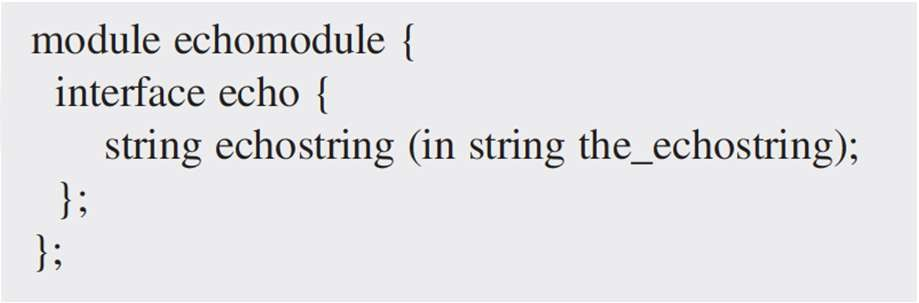 module echomodule {
interface echo {
string echostring (in string the_echostring);
};
};